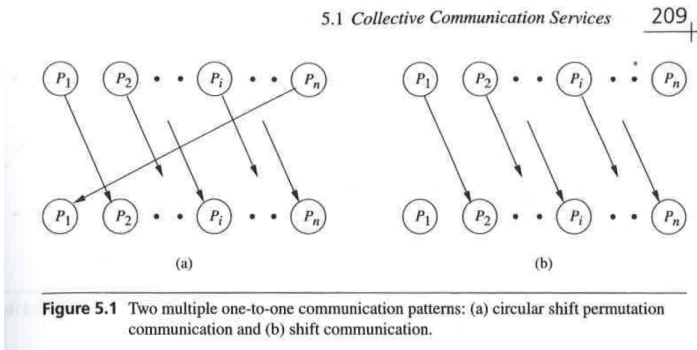 5.1 Collective Communication Services 209
P1 P2 • • Pi • • Pn P1 P2 • • Pi • • Pn
P1 P2 • • Pi • • Pn P1 P2 • • Pi • • Pn
(a) (b)
Figure 5.1 Two multiple one-to-one communication patterns: (a) circular shift permutation
communication and (b) shift communication.